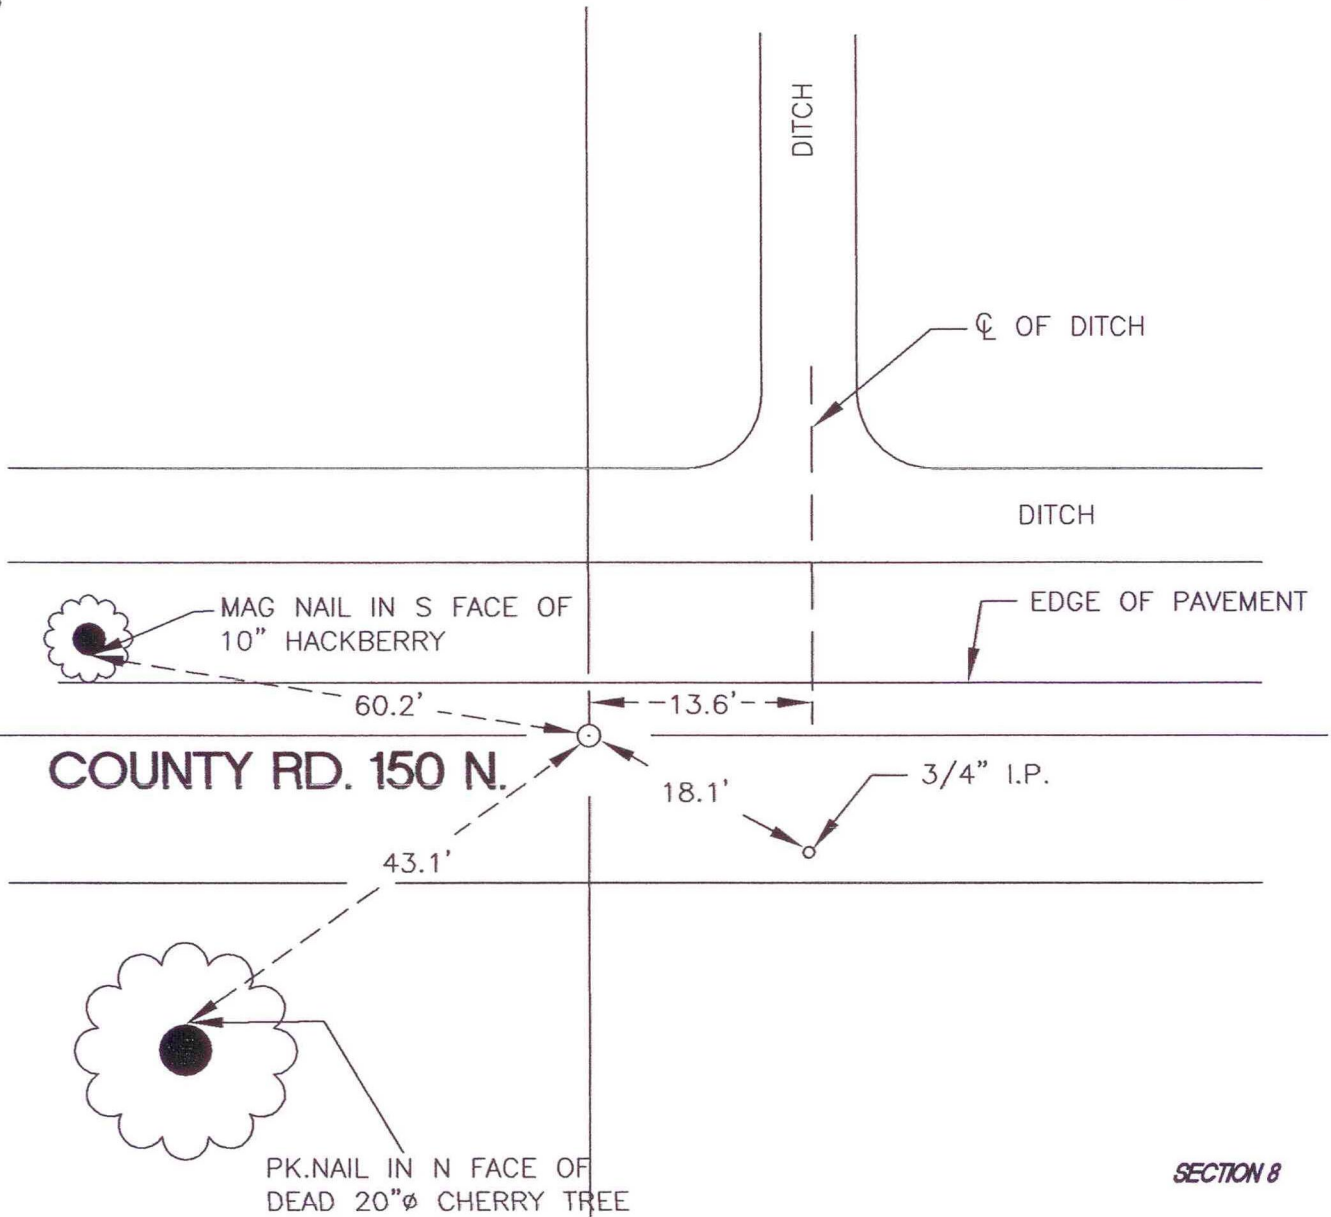 DITCH
℄ OF DITCH
DITCH
MAG NAIL IN S FACE OF
10" HACKBERRY
EDGE OF PAVEMENT
60.2'
13.6'
COUNTY RD. 150 N.
3/4" I.P.
18.1'
43.1'
PK.NAIL IN N FACE OF
DEAD 20"ø CHERRY TREE
SECTION 8